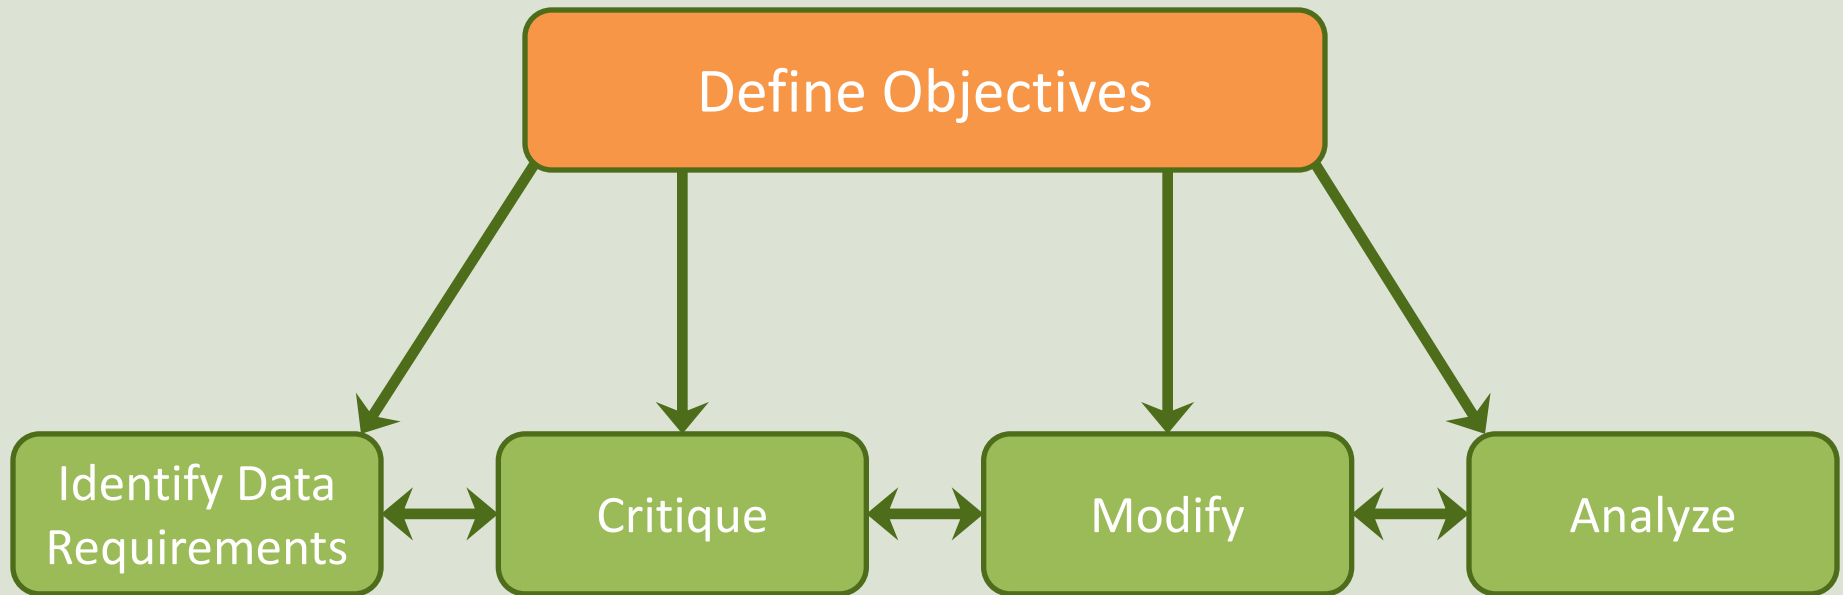 Define Objectives
Identify Data
Requirements
Critique
Modify
Analyze